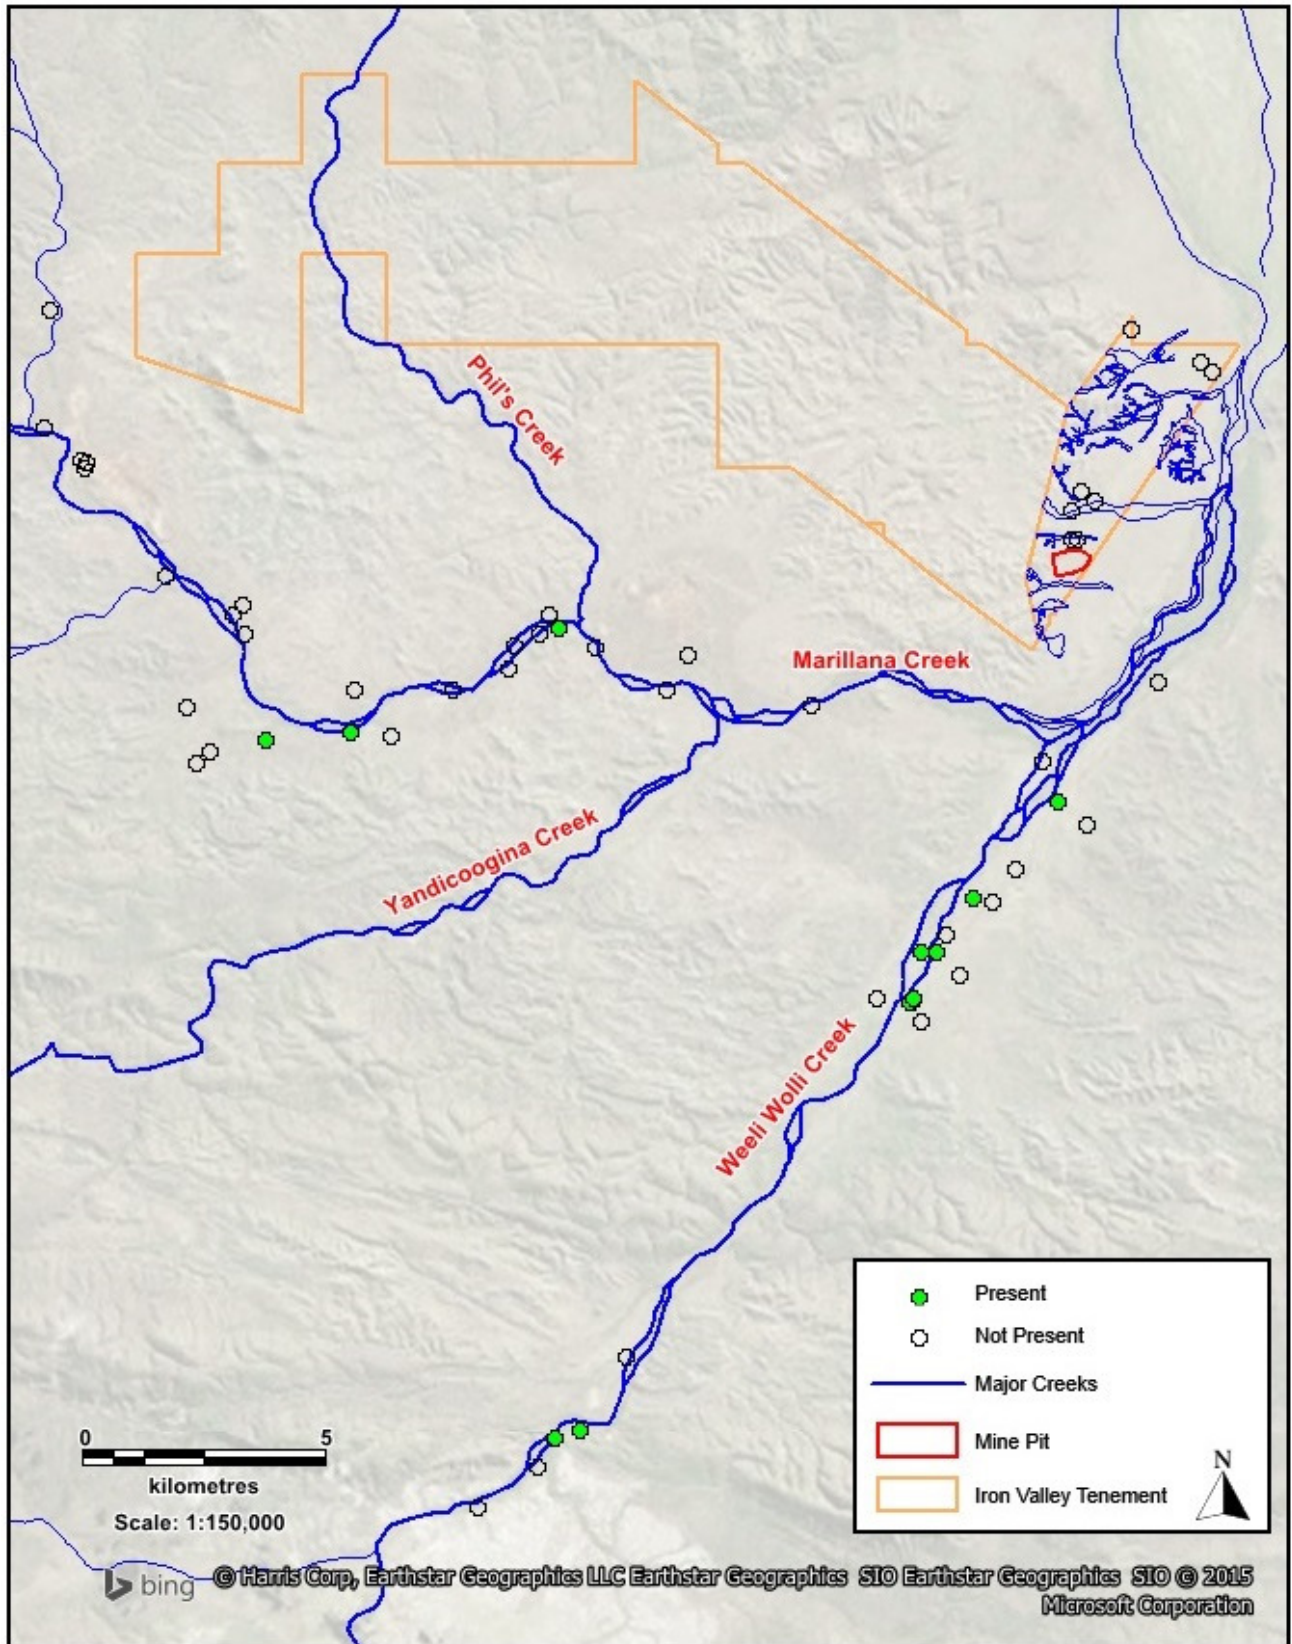 Phil's Creek
Marillana Creek
Yandicoogina Creek
Weeli Wolli Creek
Present
Not Present
Major Creeks
Mine Pit
Iron Valley Tenement
N
0 5
kilometres
Scale: 1:150,000
bing
© Harris Corp, Earthstar Geographics LLC Earthstar Geographics SIO Earthstar Geographics SIO © 2015
Microsoft Corporation